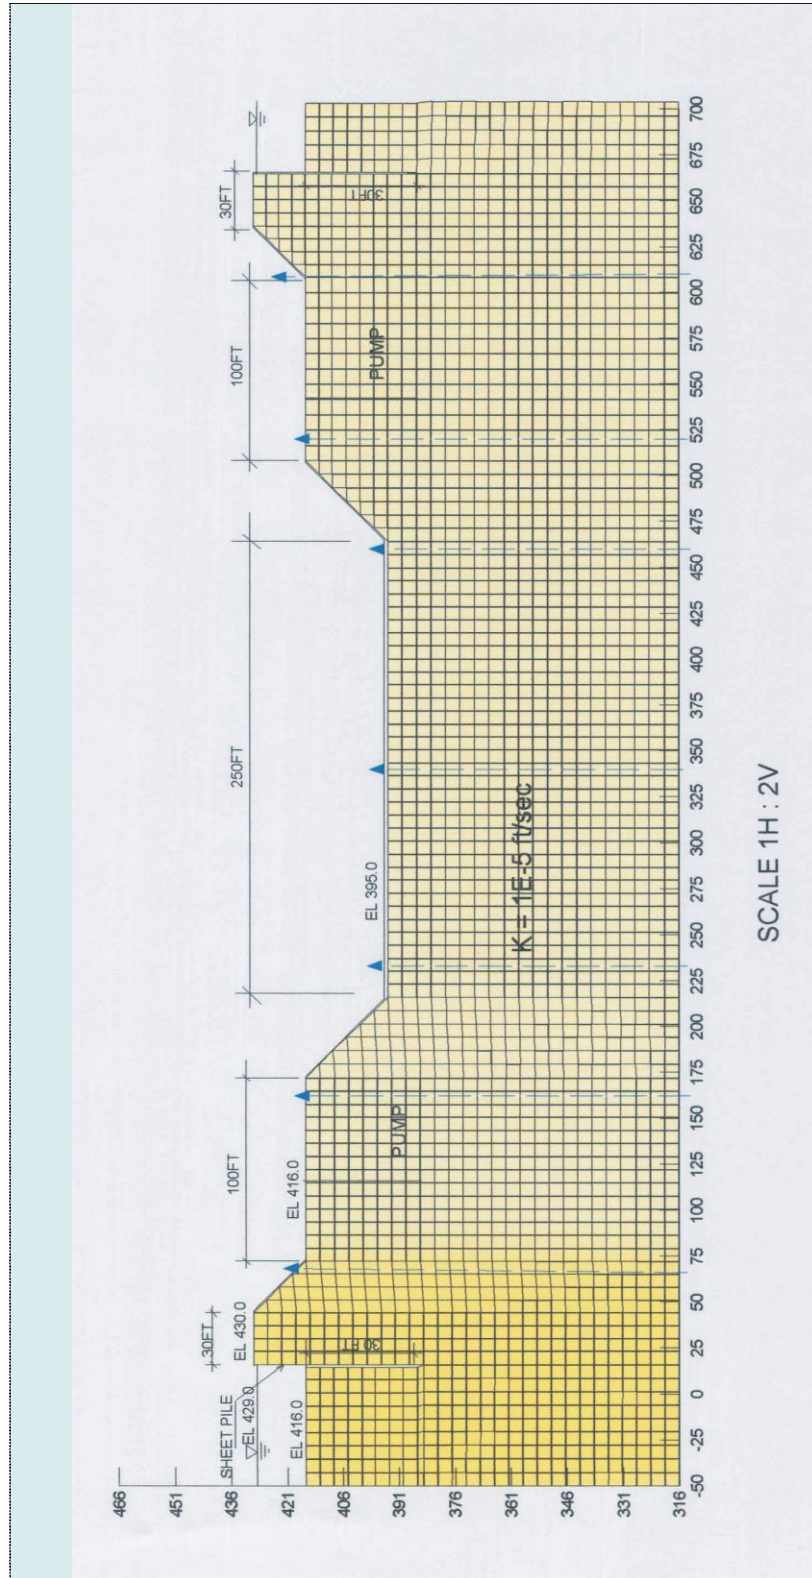 SHEET PILE
EL 429.0
EL 416.0
30FT
EL 430.0
30FT
100FT
EL 416.0
PUMP
250FT
EL 395.0
K = 1E-5 ft/sec
100FT
PUMP
30FT
30FT
466
451
436
421
406
391
376
361
346
331
316
-50 -25 0 25 50 75 100 125 150 175 200 225 250 275 300 325 350 375 400 425 450 475 500 525 550 575 600 625 650 675 700
SCALE 1H : 2V